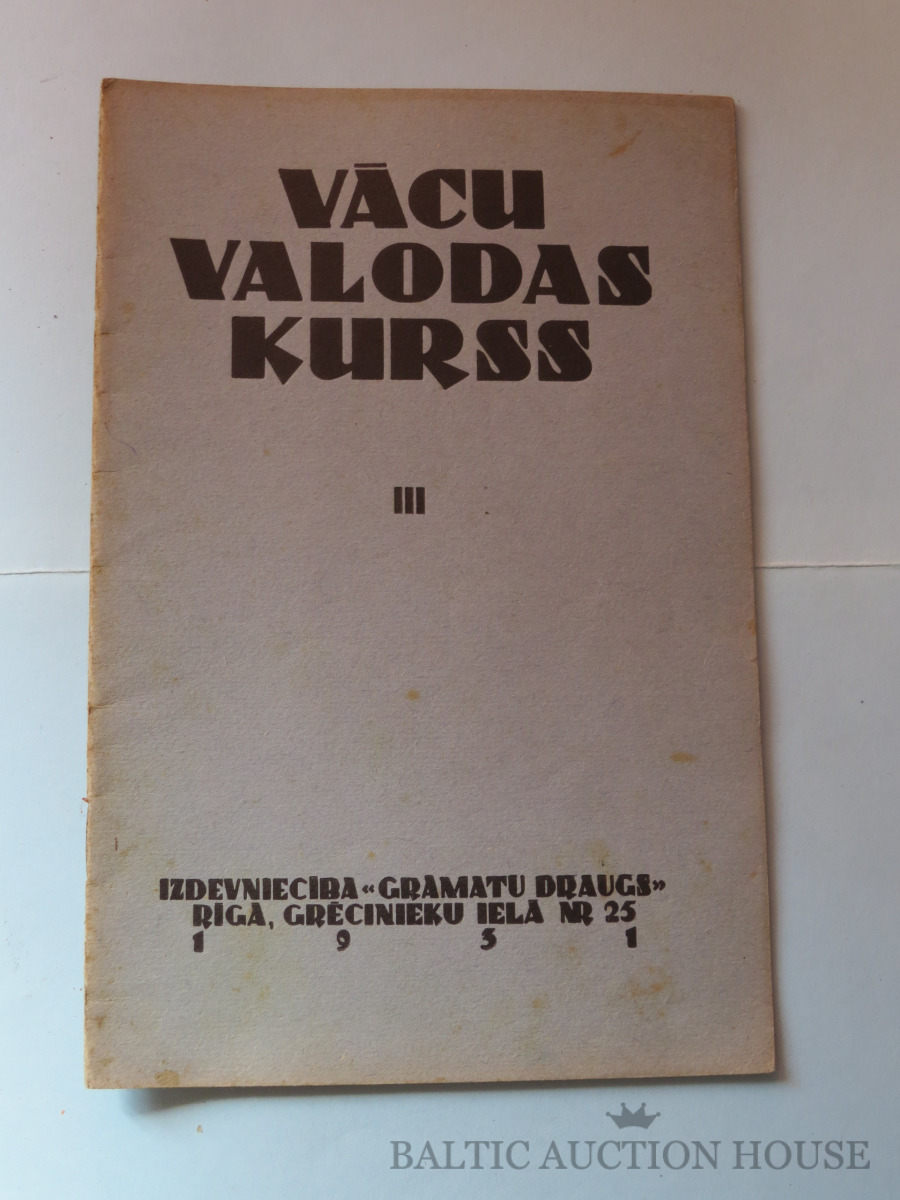 VĀCU
VALODAS
KURSS
III
IZDEVNIECĪBA «GRĀMATU DRAUGS»
RĪGĀ, GRĒCINIEKU IELĀ NR 25
1 9 3 1
BALTIC AUCTION HOUSE